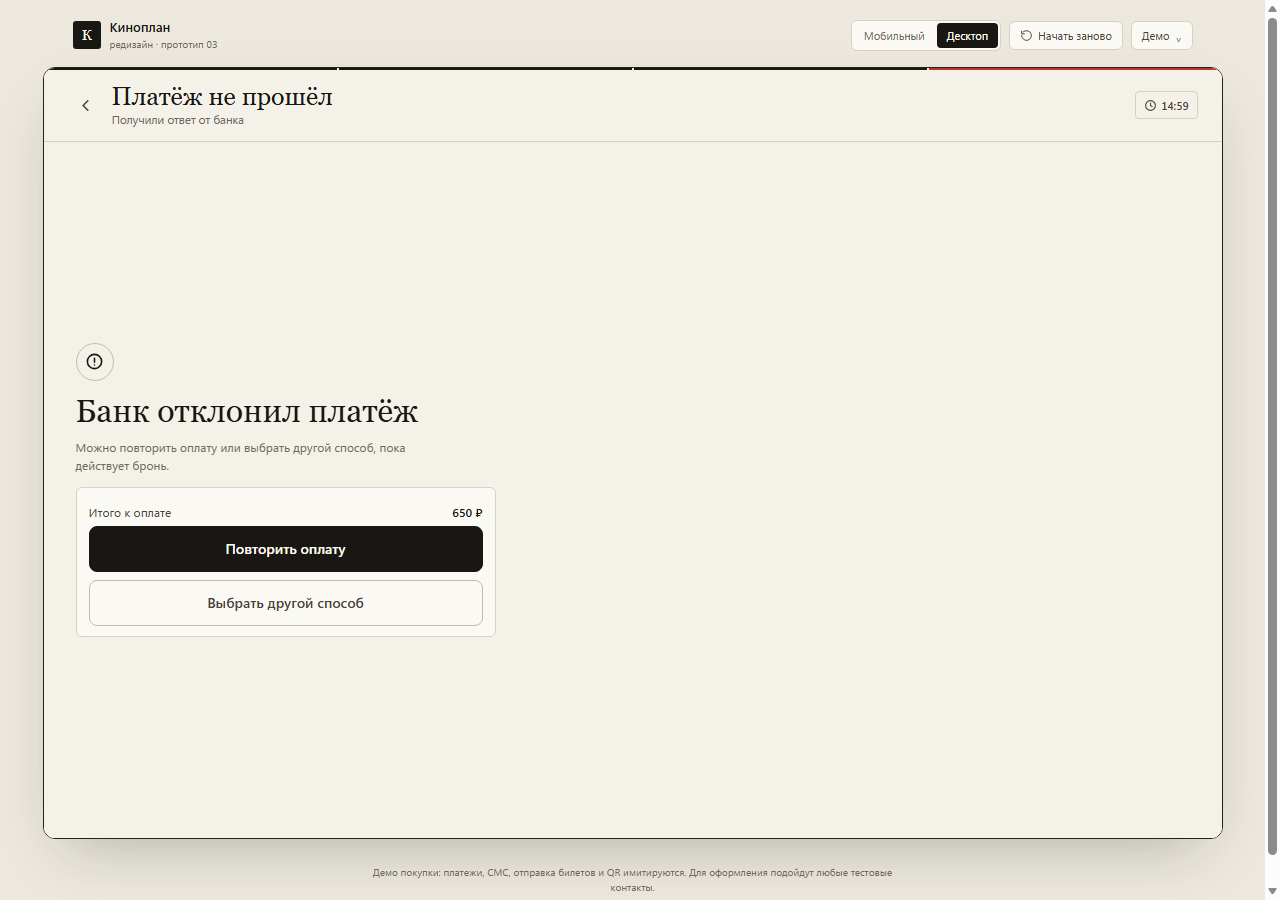 К
Киноплан
редизайн · прототип 03
Мобильный
Десктоп
Начать заново
Демо
Платёж не прошёл
Получили ответ от банка
14:59
Банк отклонил платёж
Можно повторить оплату или выбрать другой способ, пока
действует бронь.
Итого к оплате
650 ₽
Повторить оплату
Выбрать другой способ
Демо покупки: платежи, СМС, отправка билетов и QR имитируются. Для оформления подойдут любые тестовые
контакты.